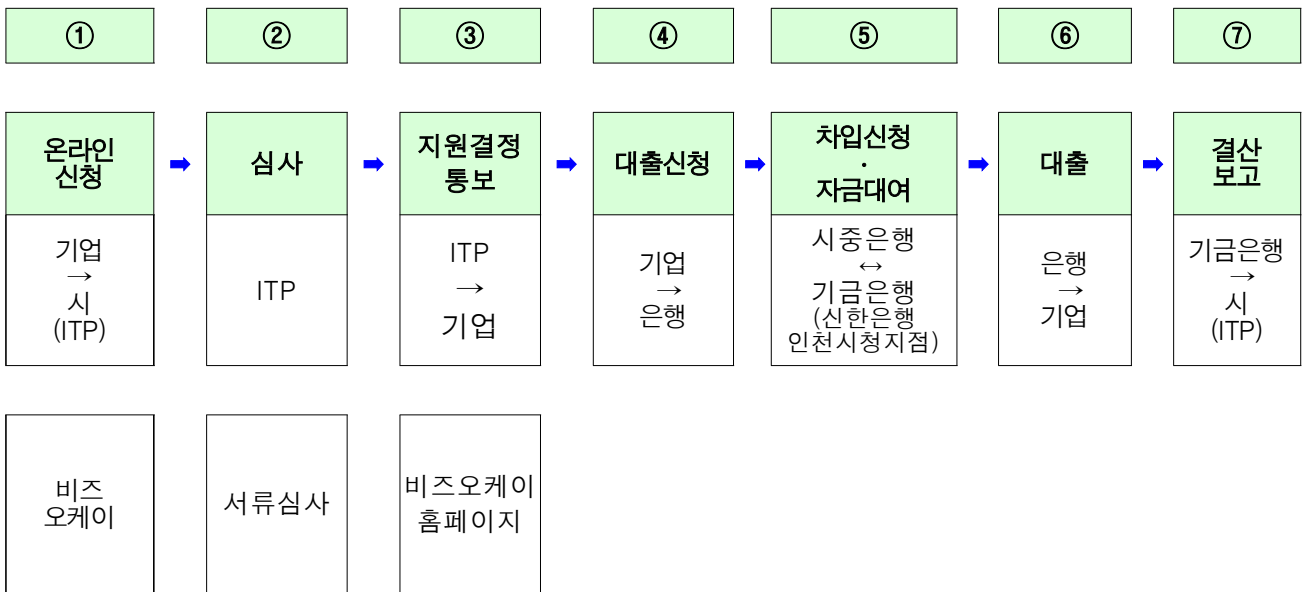 ①
②
③
④
⑤
⑥
⑦
온라인
신청
➡
심사
➡
지원결정
통보
➡
대출신청
➡
차입신청
·
자금대여
➡
대출
➡
결산
보고
기업
→
시
(ITP)
ITP
ITP
→
기업
기업
→
은행
시중은행
↔
기금은행
(신한은행
인천시청지점)
은행
→
기업
기금은행
→
시
(ITP)
비즈
오케이
서류심사
비즈오케이
홈페이지